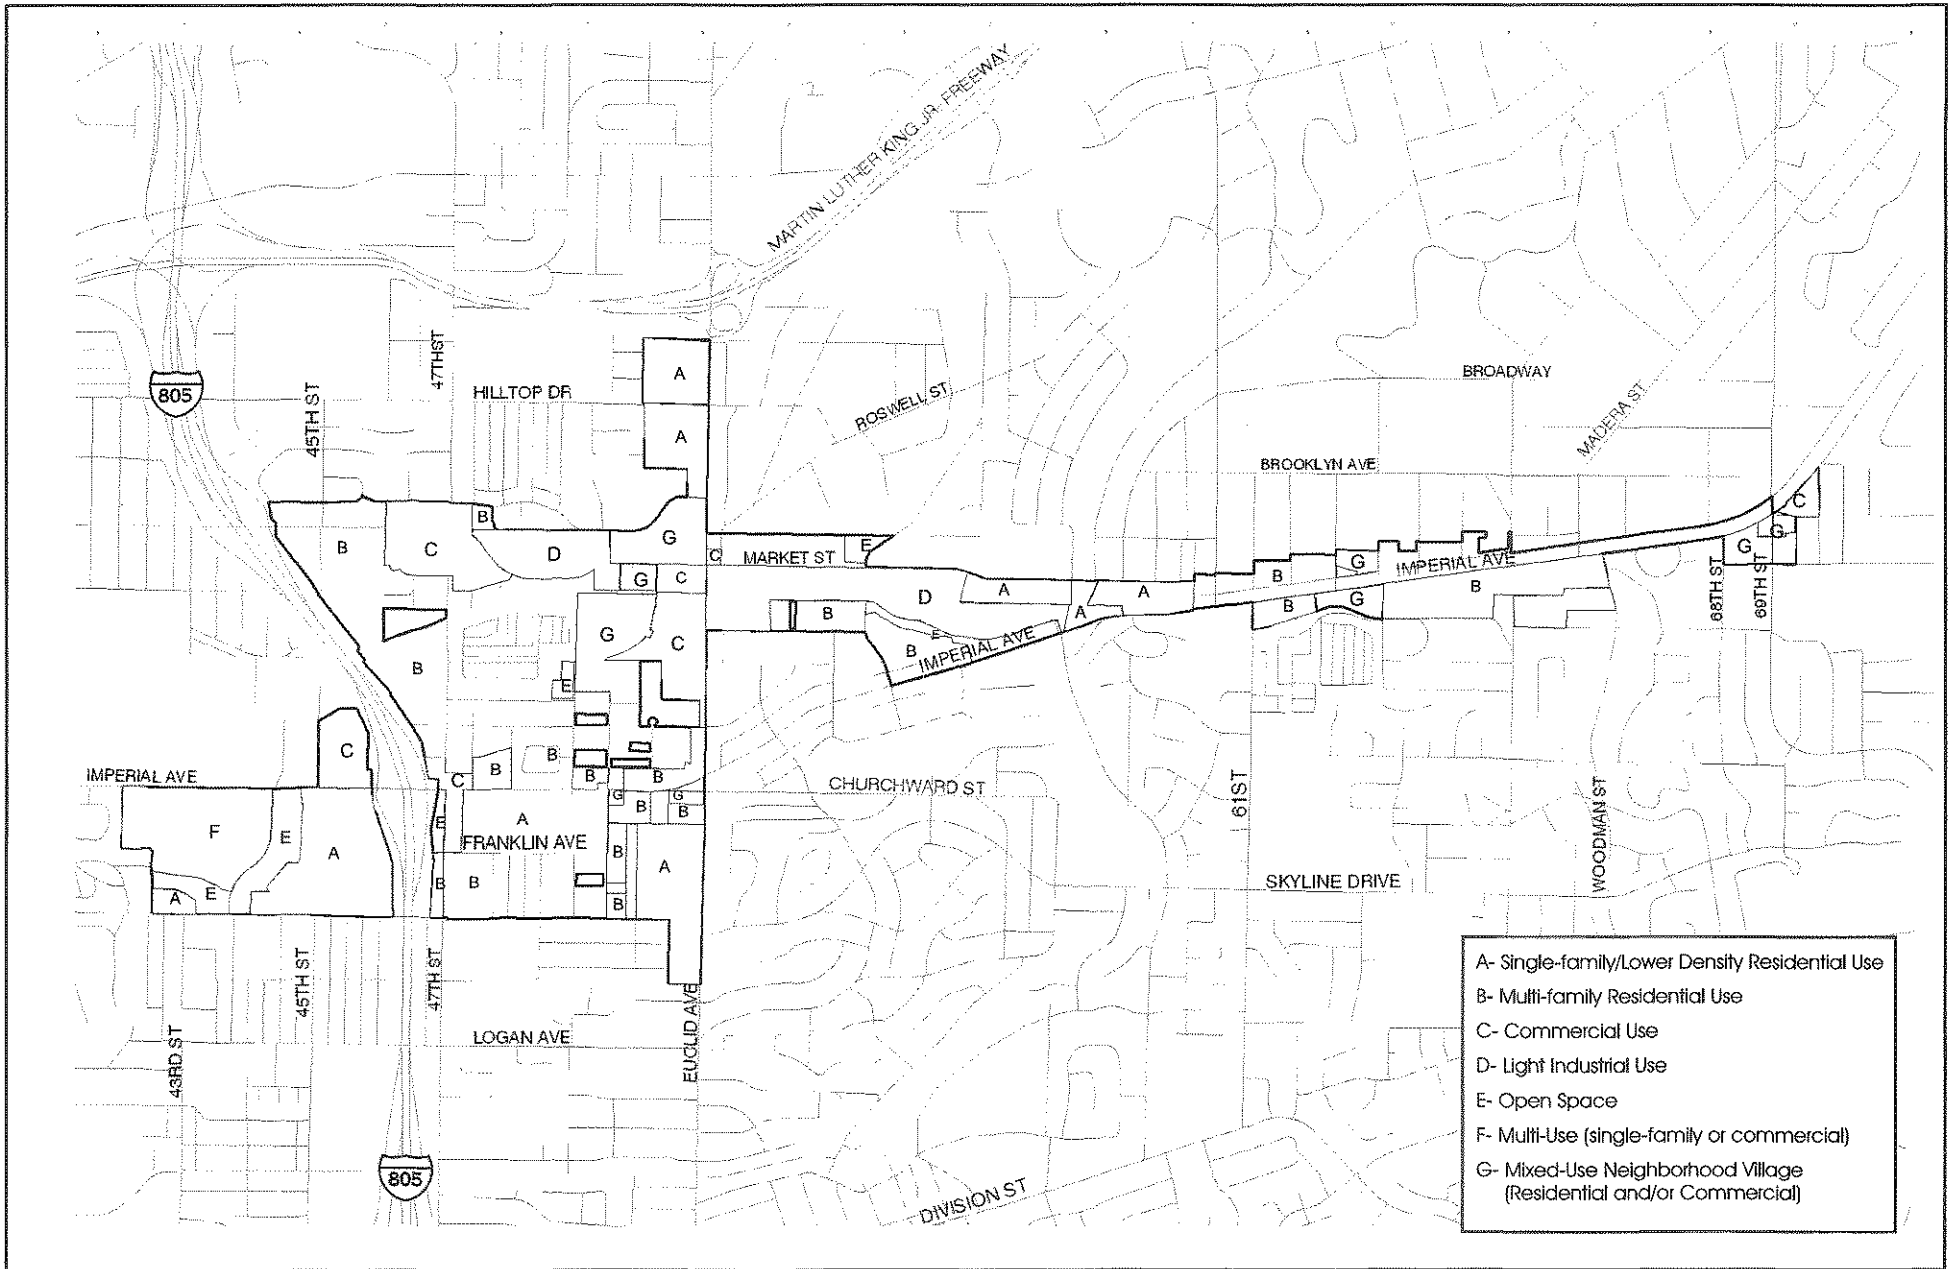 MARTIN LUTHER KING JR. FREEWAY
805
45TH ST
47THST
HILLTOP DR
A
A
ROSWELL ST
BROADWAY
MADERA ST
BROOKLYN AVE
B
B
C
D
G
C
MARKET ST
E
G
C
IMPERIAL AVE
C
G
G
68TH ST
69TH ST
B
G
B
G
B
A
A
A
D
B
E
B
IMPERIAL AVE
G
C
B
E
C
IMPERIAL AVE
C
B
B
B
B
G
G
B
B
CHURCHWARD ST
61ST
WOODMAN ST
F
E
A
E
A
FRANKLIN AVE
B
A
A
E
B
B
B
SKYLINE DRIVE
43RD ST
45TH ST
47TH ST
LOGAN AVE
EUCLID AVE
805
DIVISION ST
A- Single-family/Lower Density Residential Use
B- Multi-family Residential Use
C- Commercial Use
D- Light Industrial Use
E- Open Space
F- Multi-Use (single-family or commercial)
G- Mixed-Use Neighborhood Village
(Residential and/or Commercial)